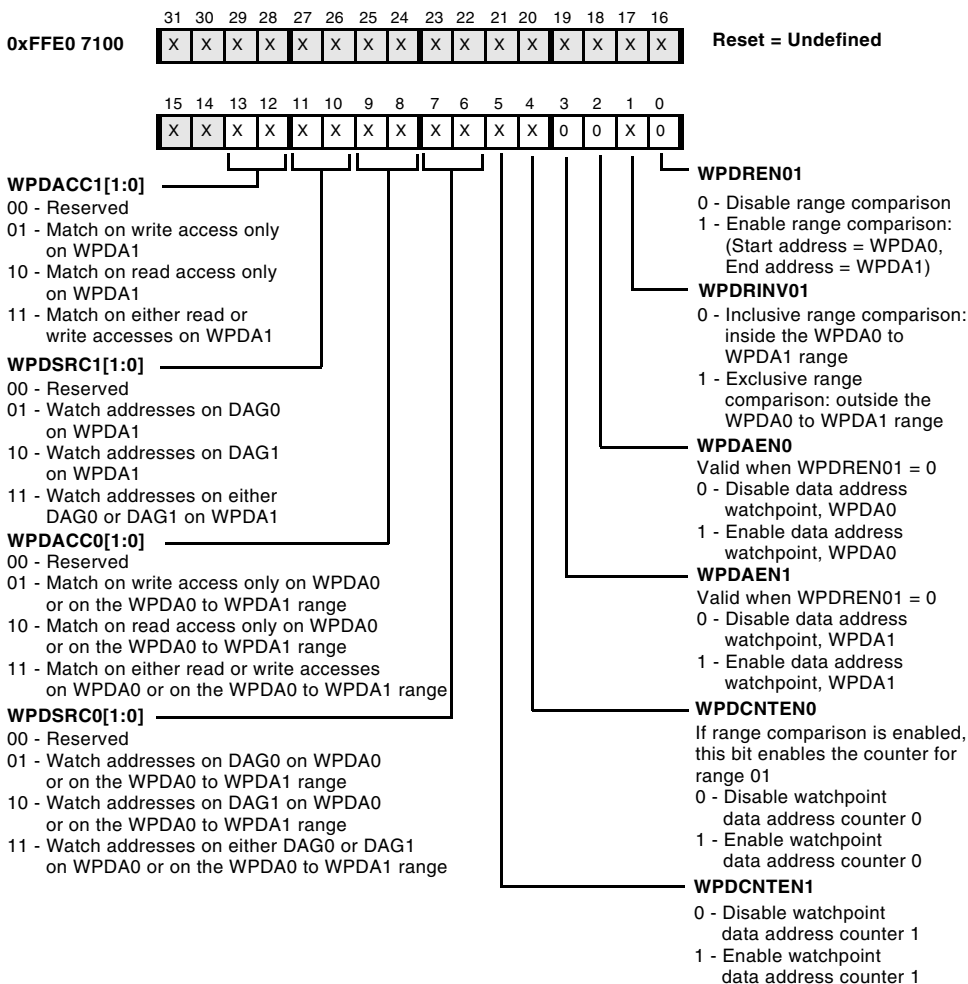 31 30 29 28 27 26 25 24 23 22 21 20 19 18 17 16
0xFFE0 7100 X X X X X X X X X X X X X X X X Reset = Undefined
15 14 13 12 11 10 9 8 7 6 5 4 3 2 1 0
X X X X X X X X X X X X 0 0 X 0
WPDACC1[1:0]
00 - Reserved
01 - Match on write access only
on WPDA1
10 - Match on read access only
on WPDA1
11 - Match on either read or
write accesses on WPDA1
WPDSRC1[1:0]
00 - Reserved
01 - Watch addresses on DAG0
on WPDA1
10 - Watch addresses on DAG1
on WPDA1
11 - Watch addresses on either
DAG0 or DAG1 on WPDA1
WPDACC0[1:0]
00 - Reserved
01 - Match on write access only on WPDA0
or on the WPDA0 to WPDA1 range
10 - Match on read access only on WPDA0
or on the WPDA0 to WPDA1 range
11 - Match on either read or write accesses
on WPDA0 or on the WPDA0 to WPDA1 range
WPDSRC0[1:0]
00 - Reserved
01 - Watch addresses on DAG0 on WPDA0
or on the WPDA0 to WPDA1 range
10 - Watch addresses on DAG1 on WPDA0
or on the WPDA0 to WPDA1 range
11 - Watch addresses on either DAG0 or DAG1
on WPDA0 or on the WPDA0 to WPDA1 range
WPDREN01
0 - Disable range comparison
1 - Enable range comparison:
(Start address = WPDA0,
End address = WPDA1)
WPDRINV01
0 - Inclusive range comparison:
inside the WPDA0 to
WPDA1 range
1 - Exclusive range
comparison: outside the
WPDA0 to WPDA1 range
WPDAEN0
Valid when WPDREN01 = 0
0 - Disable data address
watchpoint, WPDA0
1 - Enable data address
watchpoint, WPDA0
WPDAEN1
Valid when WPDREN01 = 0
0 - Disable data address
watchpoint, WPDA1
1 - Enable data address
watchpoint, WPDA1
WPDCNTEN0
If range comparison is enabled,
this bit enables the counter for
range 01
0 - Disable watchpoint
data address counter 0
1 - Enable watchpoint
data address counter 0
WPDCNTEN1
0 - Disable watchpoint
data address counter 1
1 - Enable watchpoint
data address counter 1